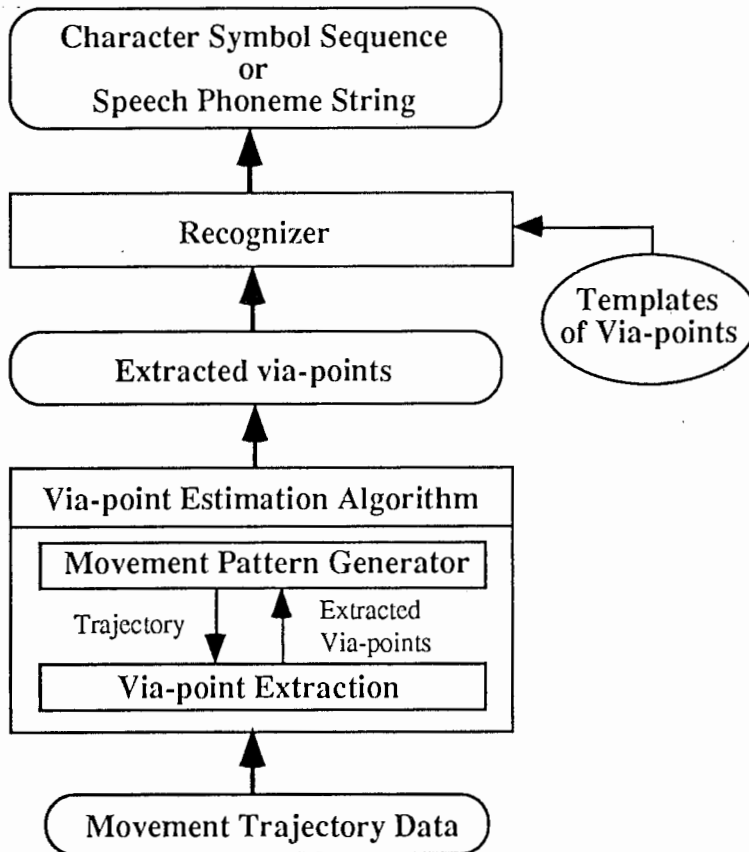 Character Symbol Sequence
or
Speech Phoneme String
Recognizer
Templates
of Via-points
Extracted via-points
Via-point Estimation Algorithm
Movement Pattern Generator
Trajectory
Extracted
Via-points
Via-point Extraction
Movement Trajectory Data